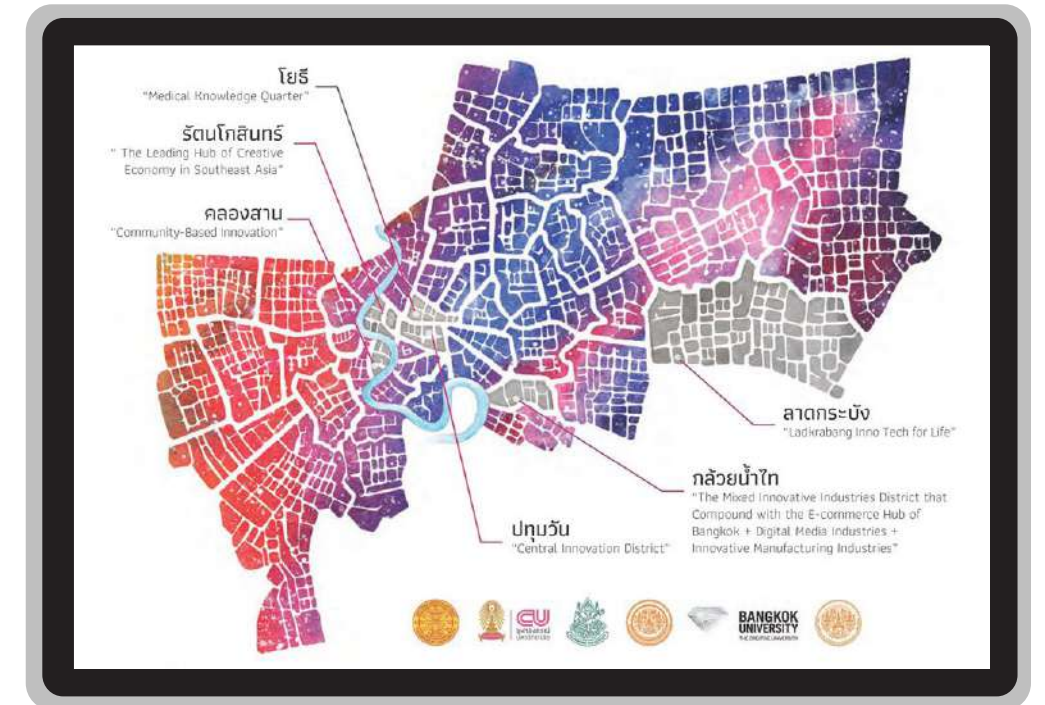 โยธี
"Medical Knowledge Quarter"
รัตนโกสินทร์
" The Leading Hub of Creative
Economy in Southeast Asia"
คลองสาน
"Community-Based Innovation"
ลาดกระบัง
"Ladkrabang Inno Tech for Life"
กล้วยน้ำไท
"The Mixed Innovative Industries District that
Compound with the E-commerce Hub of
Bangkok + Digital Media Industries +
Innovative Manufacturing Industries"
ปทุมวัน
"Central Innovation District"
CU
BANGKOK
UNIVERSITY
THE CREATIVE UNIVERSITY